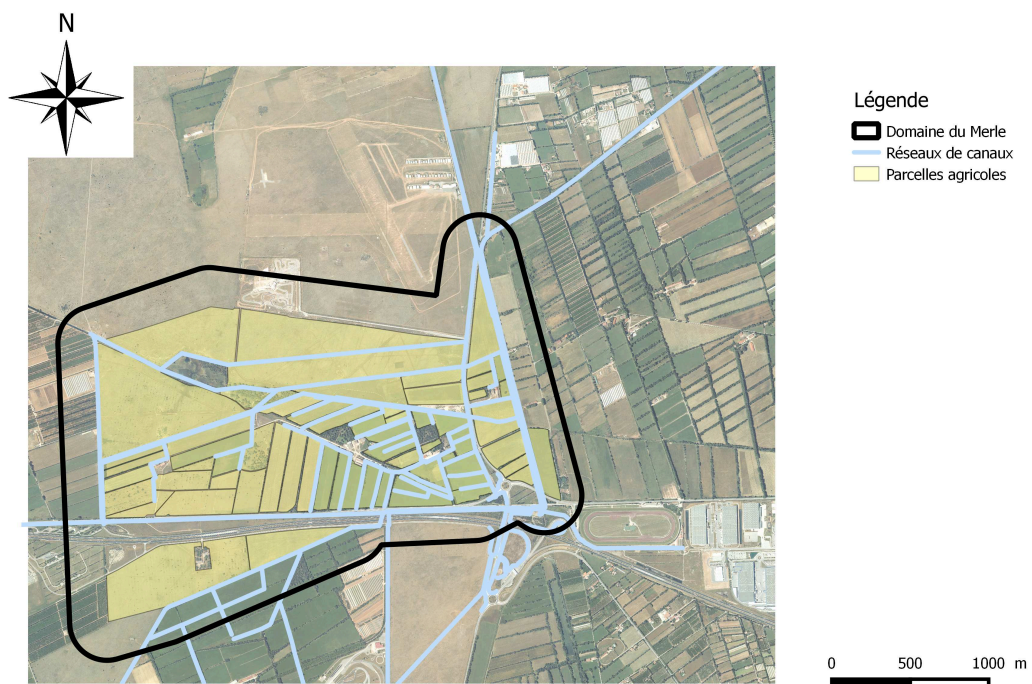 N
Légende
Domaine du Merle
Réseaux de canaux
Parcelles agricoles
0 500 1000 m